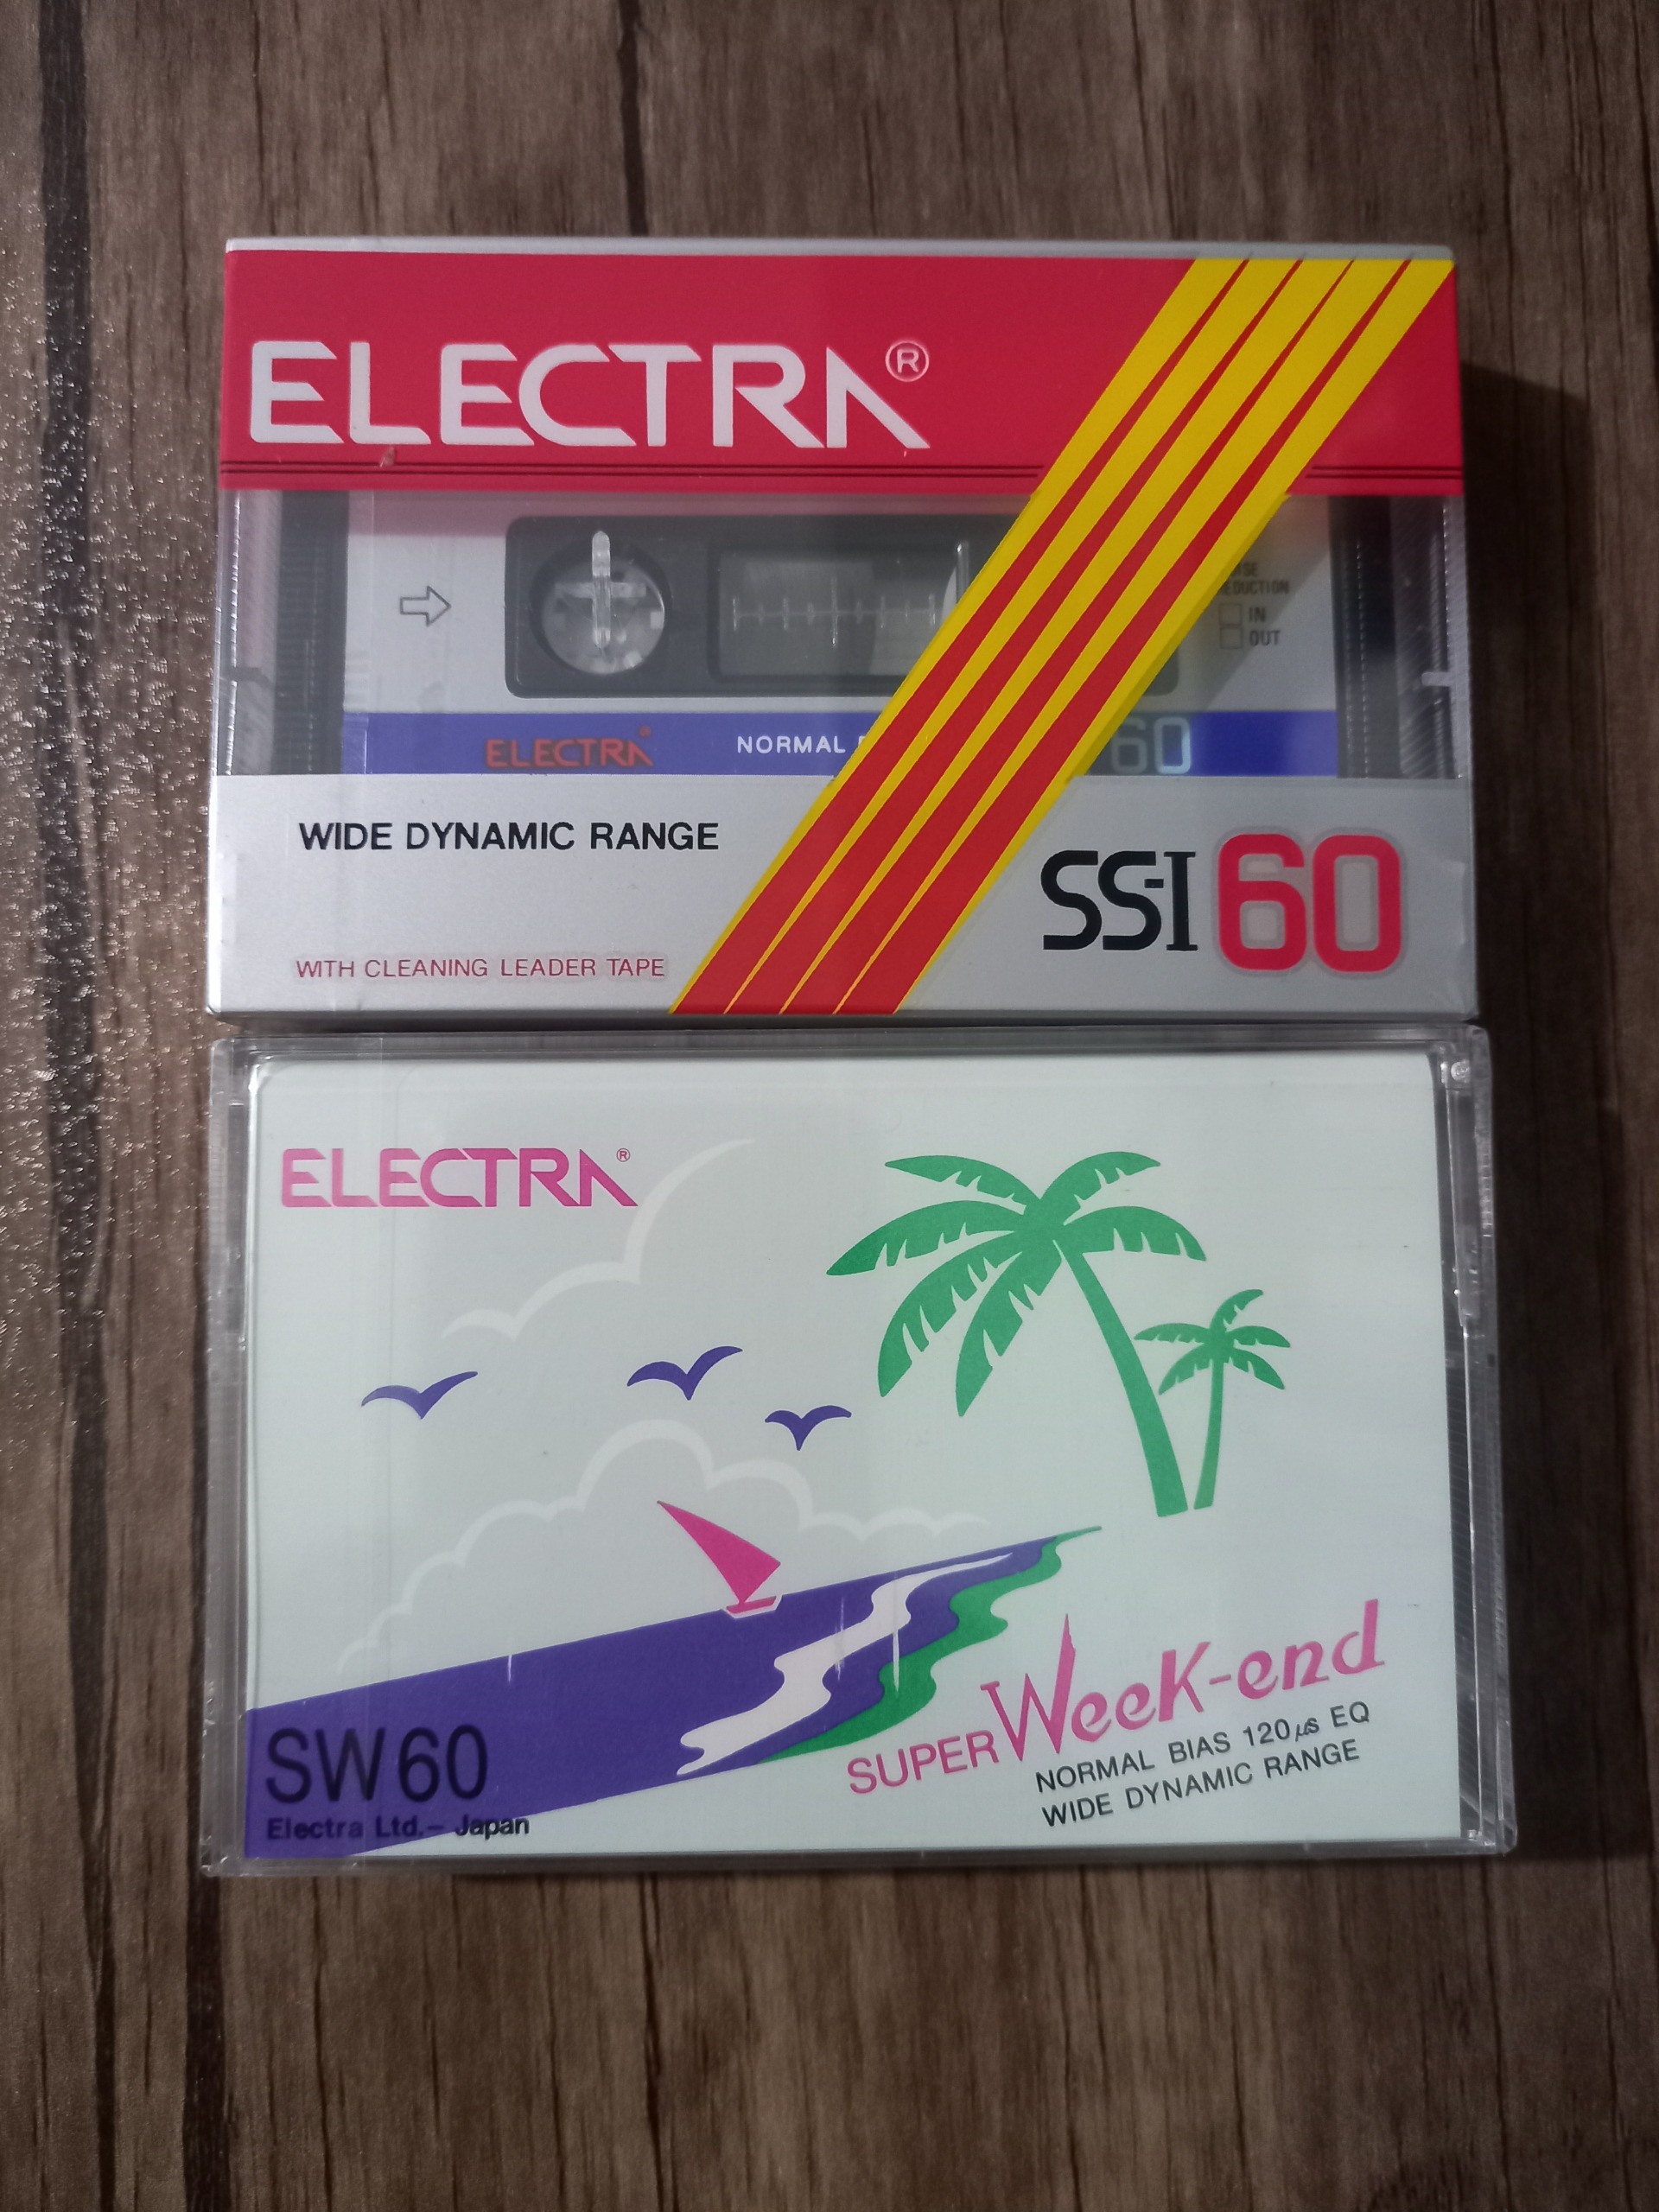 ELECTRA®
IN
OUT
ELECTRA
NORMAL
60
WIDE DYNAMIC RANGE
SS-I 60
WITH CLEANING LEADER TAPE
ELECTRA®
SUPER WeeK-end
NORMAL BIAS 120µs EQ
WIDE DYNAMIC RANGE
SW60
Electra Ltd.– Japan